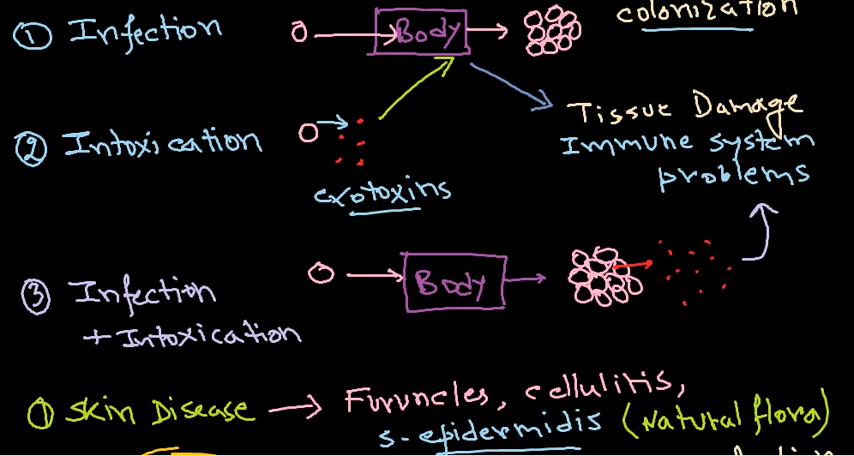 colonization
① Infection Body
Tissue Damage
② Intoxication Immune system
problems
exotoxins
③ Infection Body
+ Intoxication
① Skin Disease → Furuncles, cellulitis,
s-epidermidis (Natural flora)